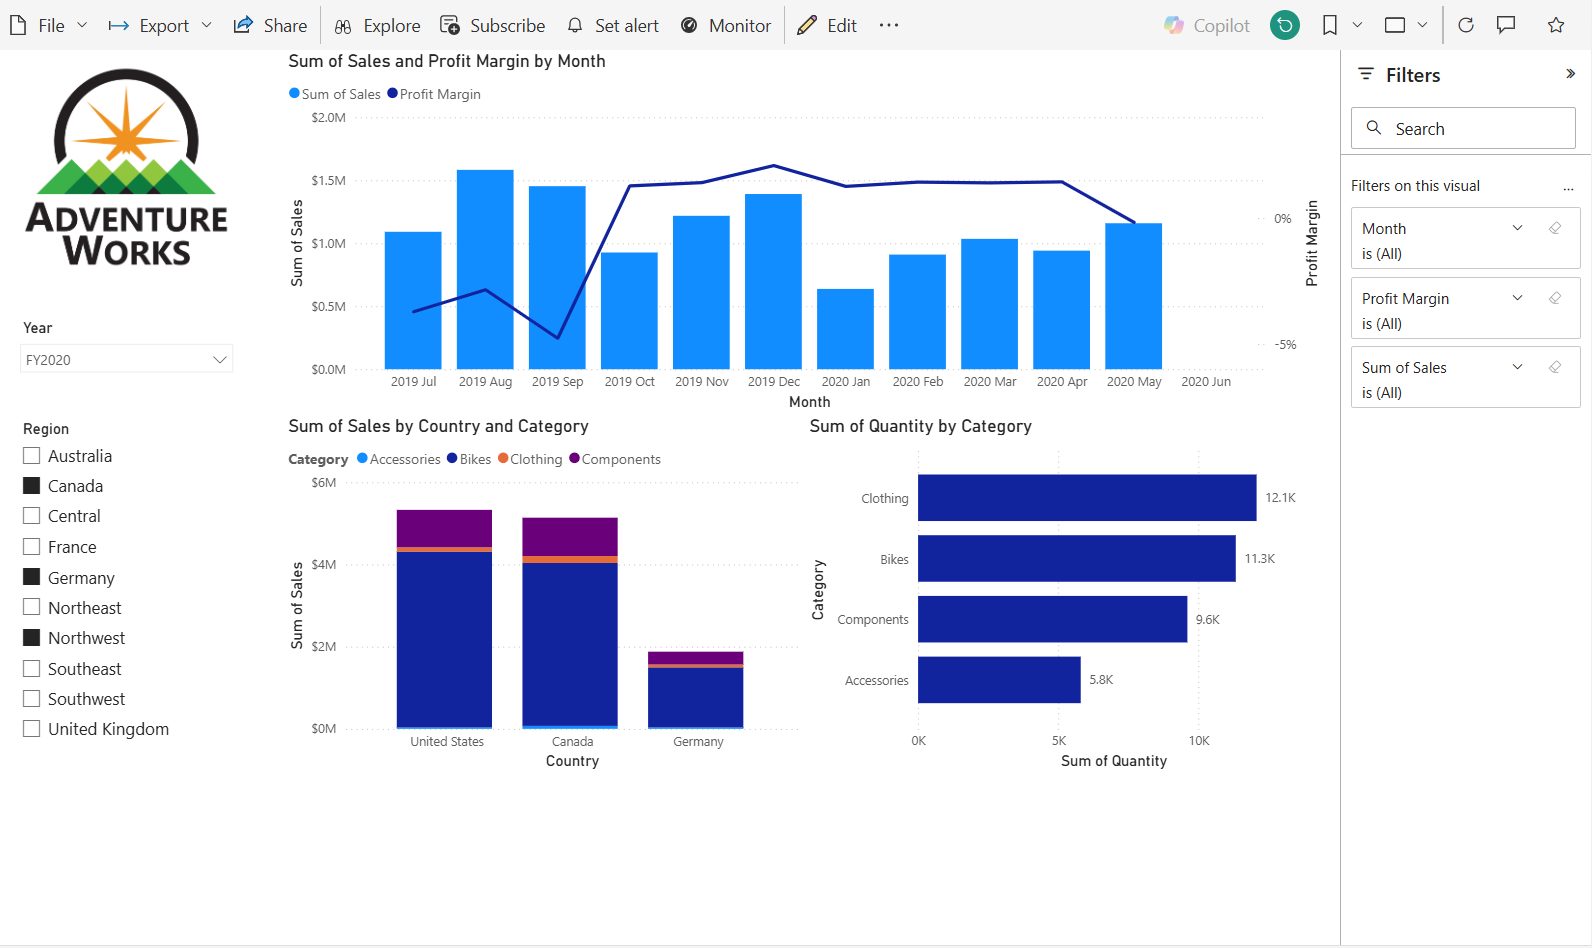 File Export Share Explore Subscribe Set alert Monitor Edit ... Copilot
ADVENTURE
WORKS
Year
FY2020
Region
Australia
Canada
Central
France
Germany
Northeast
Northwest
Southeast
Southwest
United Kingdom
Sum of Sales and Profit Margin by Month
Sum of Sales Profit Margin
Sum of Sales
$2.0M
$1.5M
$1.0M
$0.5M
$0.0M
0%
-5%
Profit Margin
2019 Jul 2019 Aug 2019 Sep 2019 Oct 2019 Nov 2019 Dec 2020 Jan 2020 Feb 2020 Mar 2020 Apr 2020 May 2020 Jun
Month
Sum of Sales by Country and Category
Category Accessories Bikes Clothing Components
Sum of Sales
$6M
$4M
$2M
$0M
United States Canada Germany
Country
Sum of Quantity by Category
Category
Clothing 12.1K
Bikes 11.3K
Components 9.6K
Accessories 5.8K
0K 5K 10K
Sum of Quantity
Filters
Search
Filters on this visual ...
Month
is (All)
Profit Margin
is (All)
Sum of Sales
is (All)